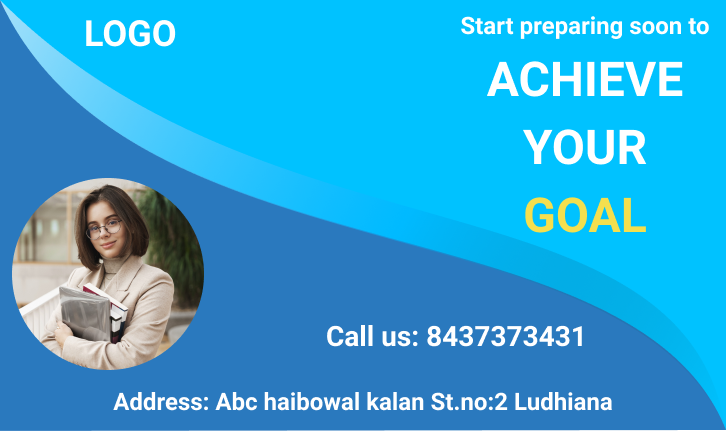 LOGO
Start preparing soon to
ACHIEVE
YOUR
GOAL
Call us: 8437373431
Address: Abc haibowal kalan St.no:2 Ludhiana